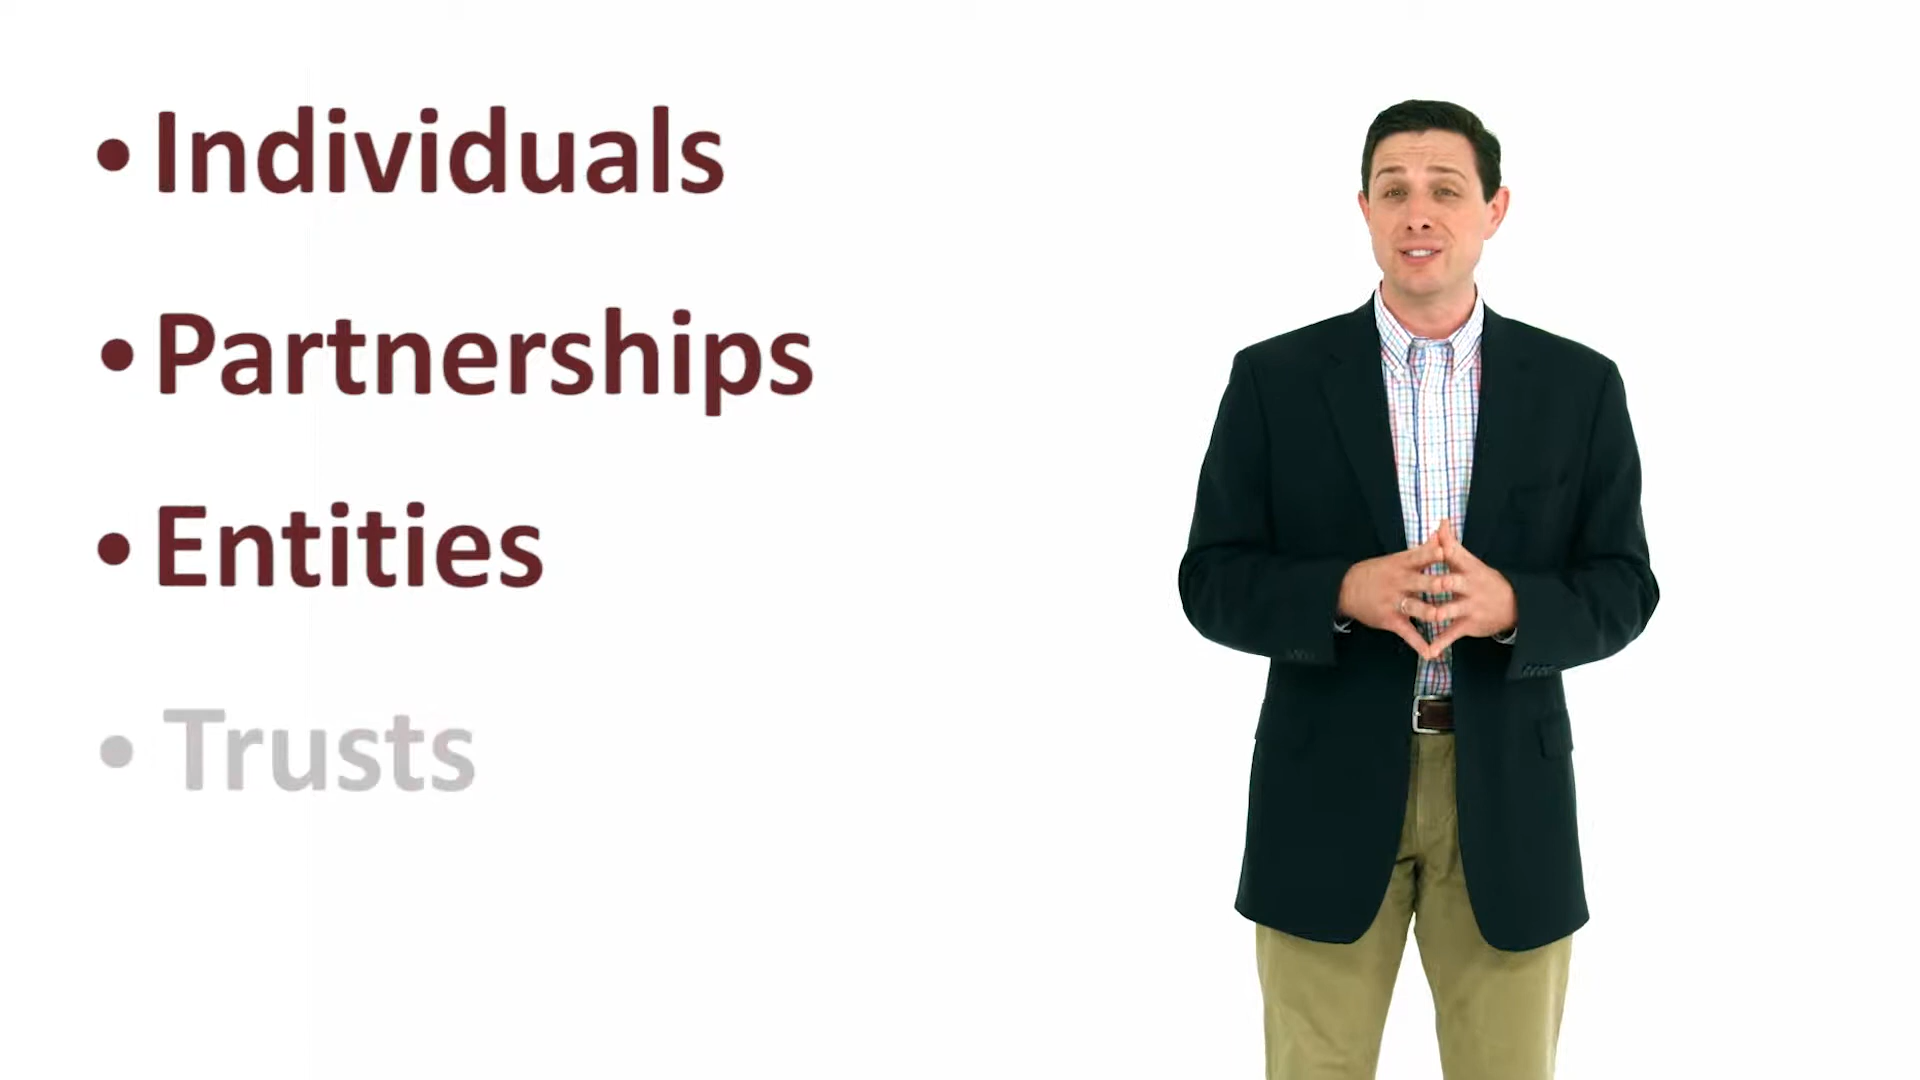 • Individuals
• Partnerships
• Entities
• Trusts